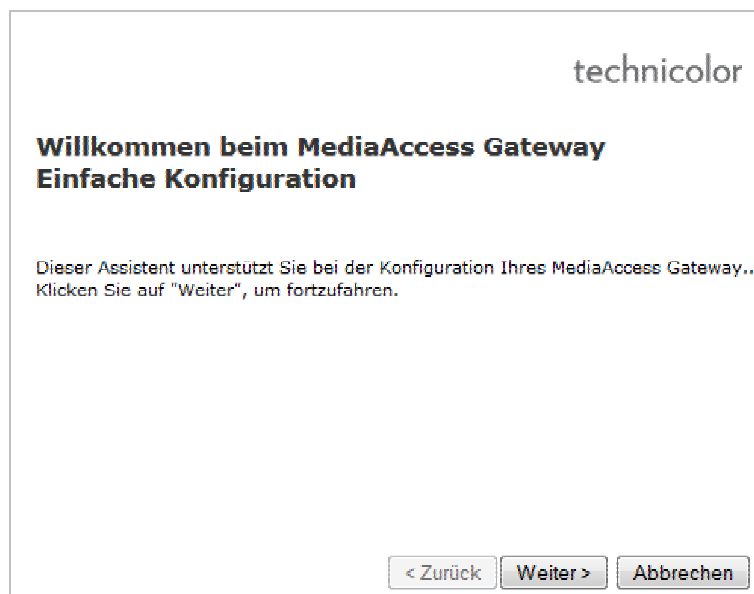 technicolor
Willkommen beim MediaAccess Gateway
Einfache Konfiguration
Dieser Assistent unterstützt Sie bei der Konfiguration Ihres MediaAccess Gateway..
Klicken Sie auf "Weiter", um fortzufahren.
< Zurück Weiter > Abbrechen